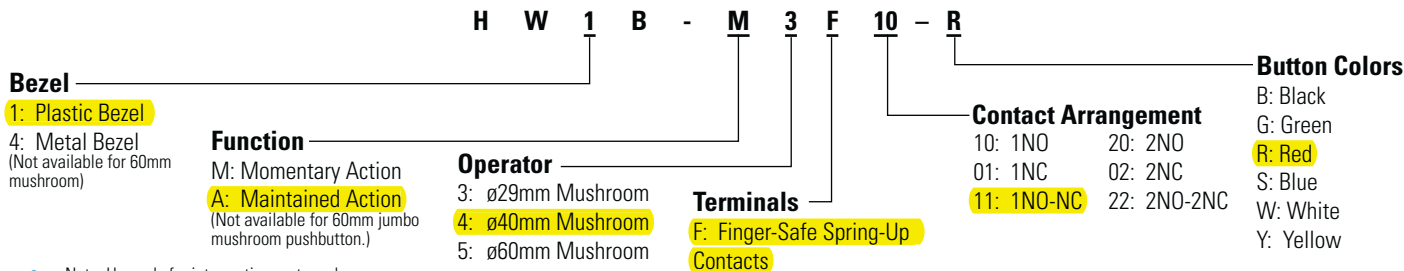 H W 1 B - M 3 F 10 – R
Bezel
1: Plastic Bezel
4: Metal Bezel
(Not available for 60mm
mushroom)
Function
M: Momentary Action
A: Maintained Action
(Not available for 60mm jumbo
mushroom pushbutton.)
Operator
3: ø29mm Mushroom
4: ø40mm Mushroom
5: ø60mm Mushroom
Terminals
F: Finger-Safe Spring-Up
Contacts
Contact Arrangement
10: 1NO 20: 2NO
01: 1NC 02: 2NC
11: 1NO-NC 22: 2NO-2NC
Button Colors
B: Black
G: Green
R: Red
S: Blue
W: White
Y: Yellow